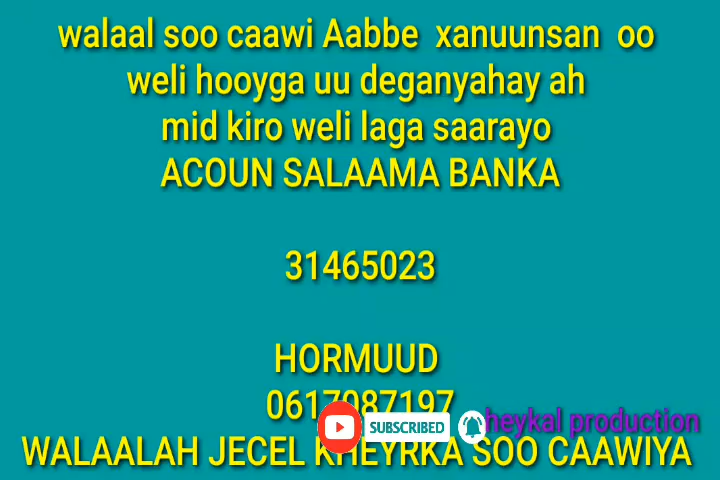 walaal soo caawi Aabbe xanuunsan oo
weli hooyga uu deganyahay ah
mid kiro weli laga saarayo
ACOUN SALAAMA BANKA
31465023
HORMUUD
0617087197
SUBSCRIBED
heykal production
WALAALAH JECEL KHEYRKA SOO CAAWIYA